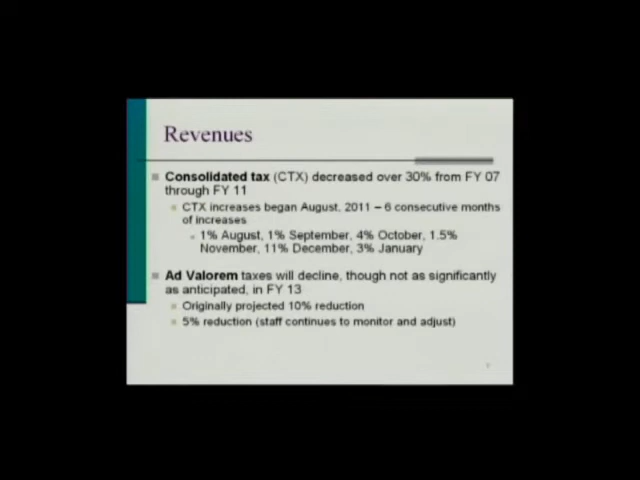 Revenues
Consolidated tax (CTX) decreased over 30% from FY 07
through FY 11
CTX increases began August, 2011 – 6 consecutive months
of increases
1% August, 1% September, 4% October, 1.5%
November, 11% December, 3% January
Ad Valorem taxes will decline, though not as significantly
as anticipated, in FY 13
Originally projected 10% reduction
5% reduction (staff continues to monitor and adjust)